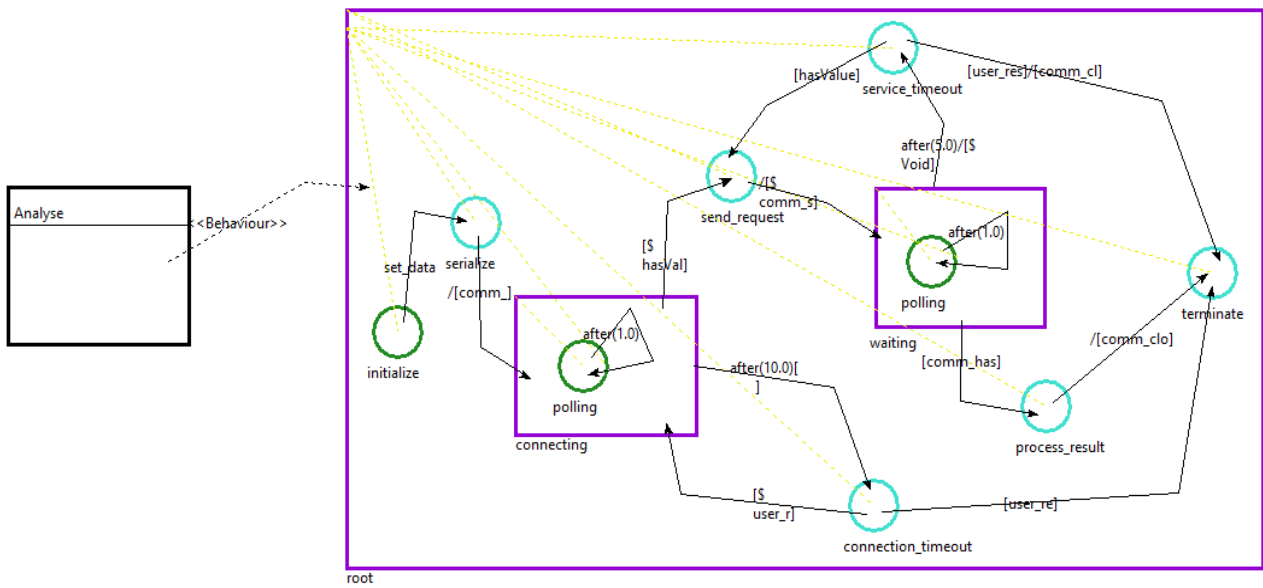 [hasValue]
[user_res]/[comm_cl]
service_timeout
after(5.0)/[$
Void]
/[$
comm_s]
send_request
Analyse
<<Behaviour>>
after(1.0)
[$
hasVal]
serialize
set_data
/[comm_]
polling
terminate
after(1.0)
waiting
/[comm_clo]
[comm_has]
initialize
after(10.0)[
]
polling
connecting
process_result
[$
user_r]
[user_re]
connection_timeout
root